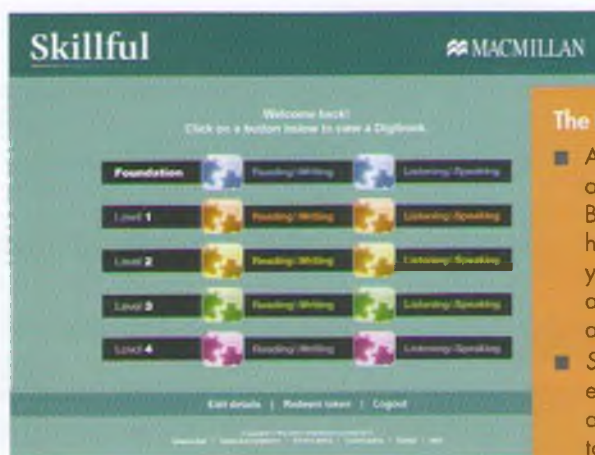 Skillful
MACMILLAN
Welcome back!
Click on a button below to view a Digibook
Foundation Reading/Writing Listening/Speaking
Level 1 Reading/Writing Listening/Speaking
Level 2 Reading/Writing Listening/Speaking
Level 3 Reading/Writing Listening/Speaking
Level 4 Reading/Writing Listening/Speaking
Edit details | Redeem token | Logout
The
A
a
B
h
y
a
a
S
e
a
to